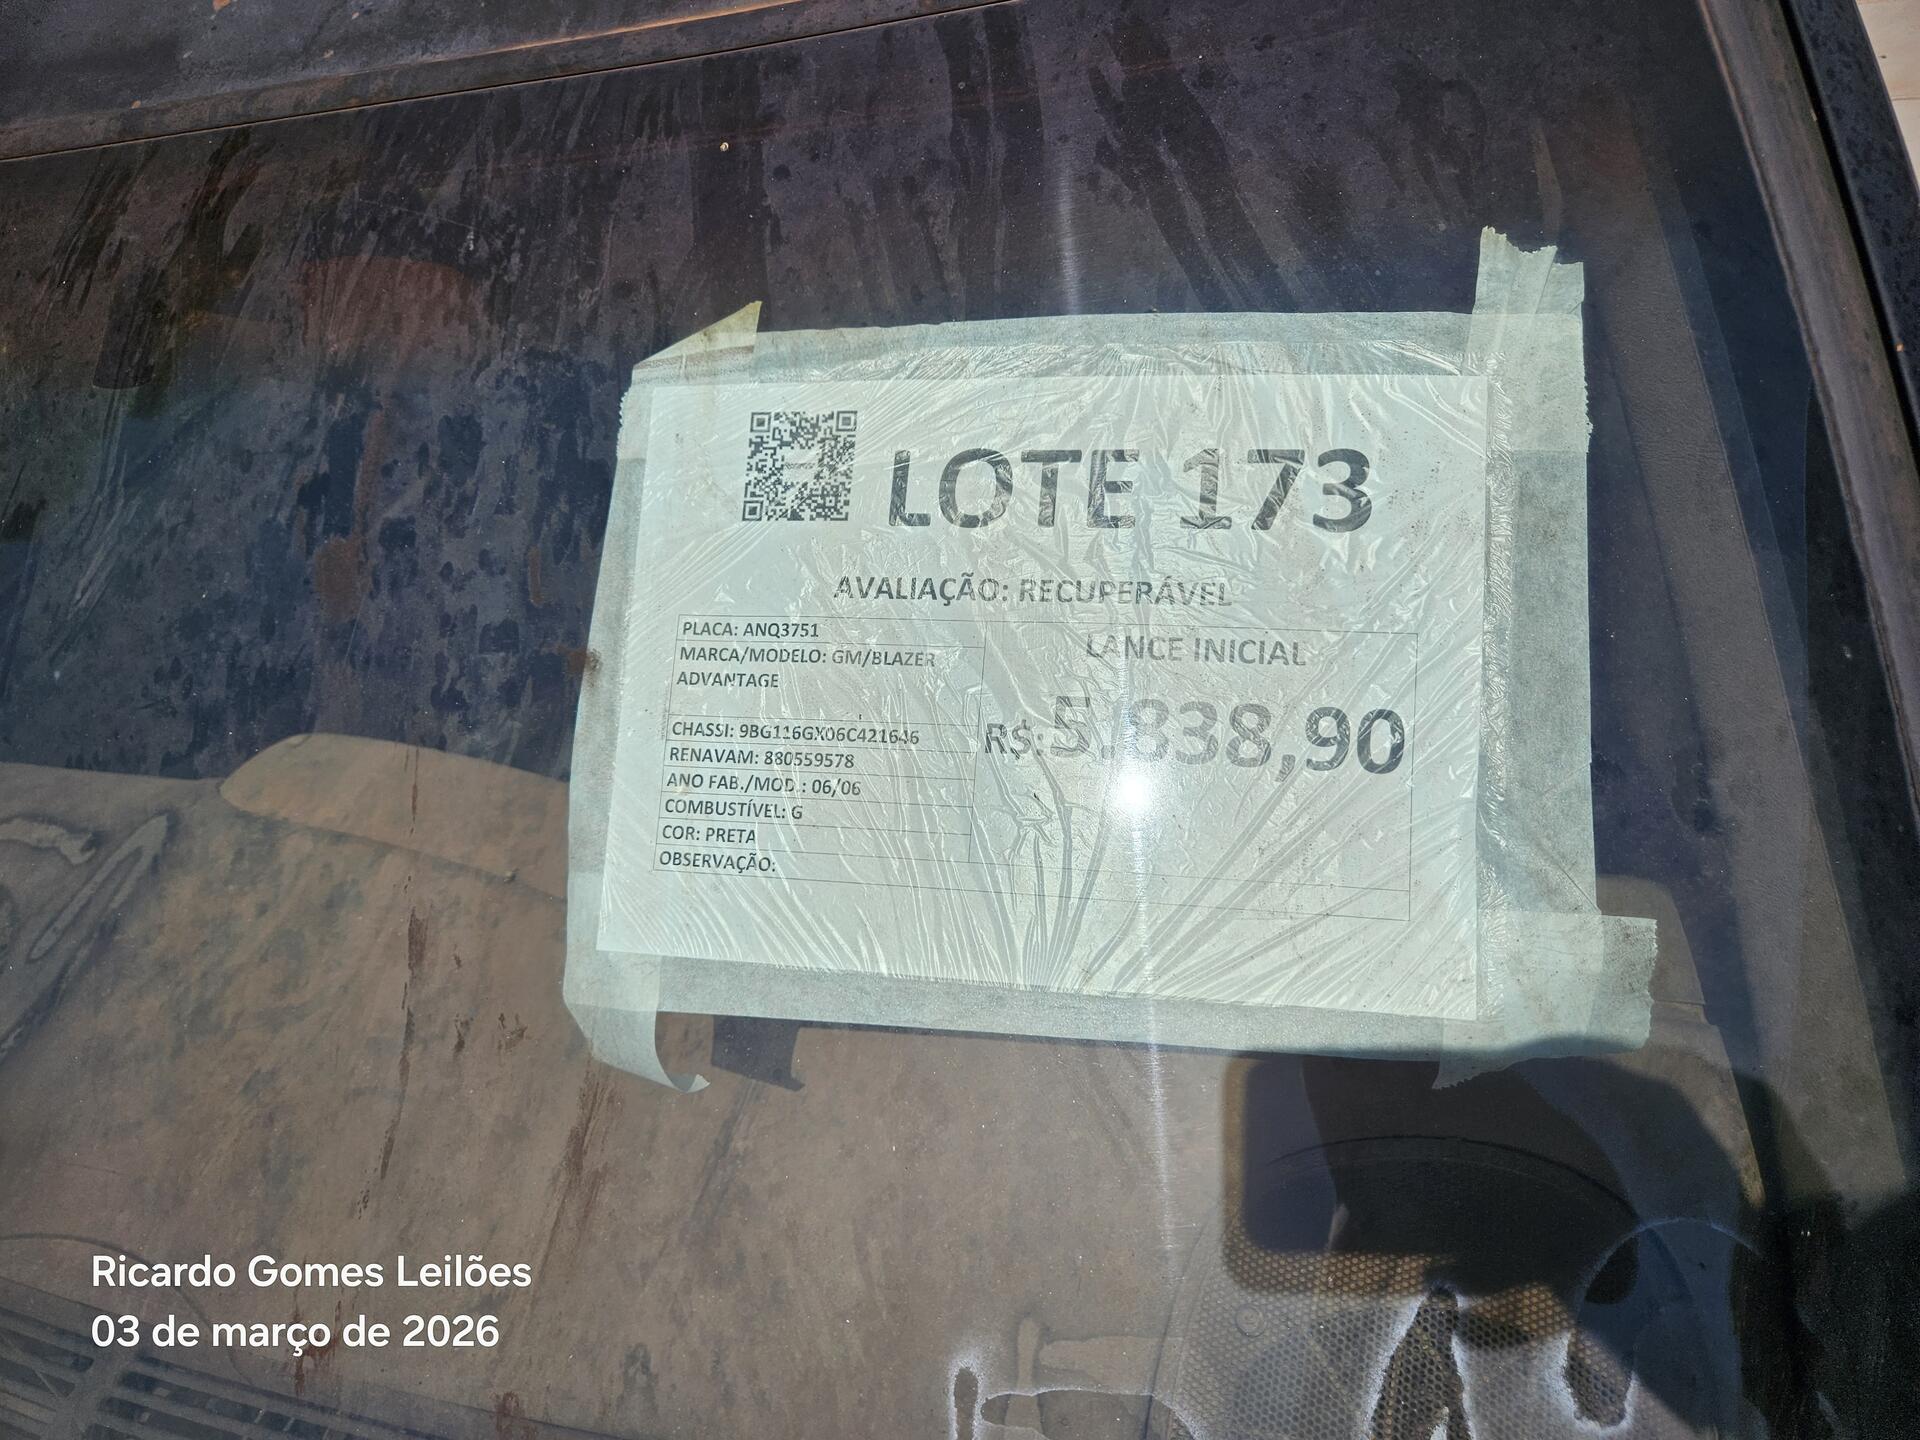 LOTE 173
AVALIAÇÃO: RECUPERÁVEL
PLACA: ANQ3751
MARCA/MODELO: GM/BLAZER
ADVANTAGE
CHASSI: 9BG116GX06C421646
RENAVAM: 880559578
ANO FAB./MOD.: 06/06
COMBUSTÍVEL: G
COR: PRETA
OBSERVAÇÃO:
LANCE INICIAL
R$:5.838,90
Ricardo Gomes Leilões
03 de março de 2026